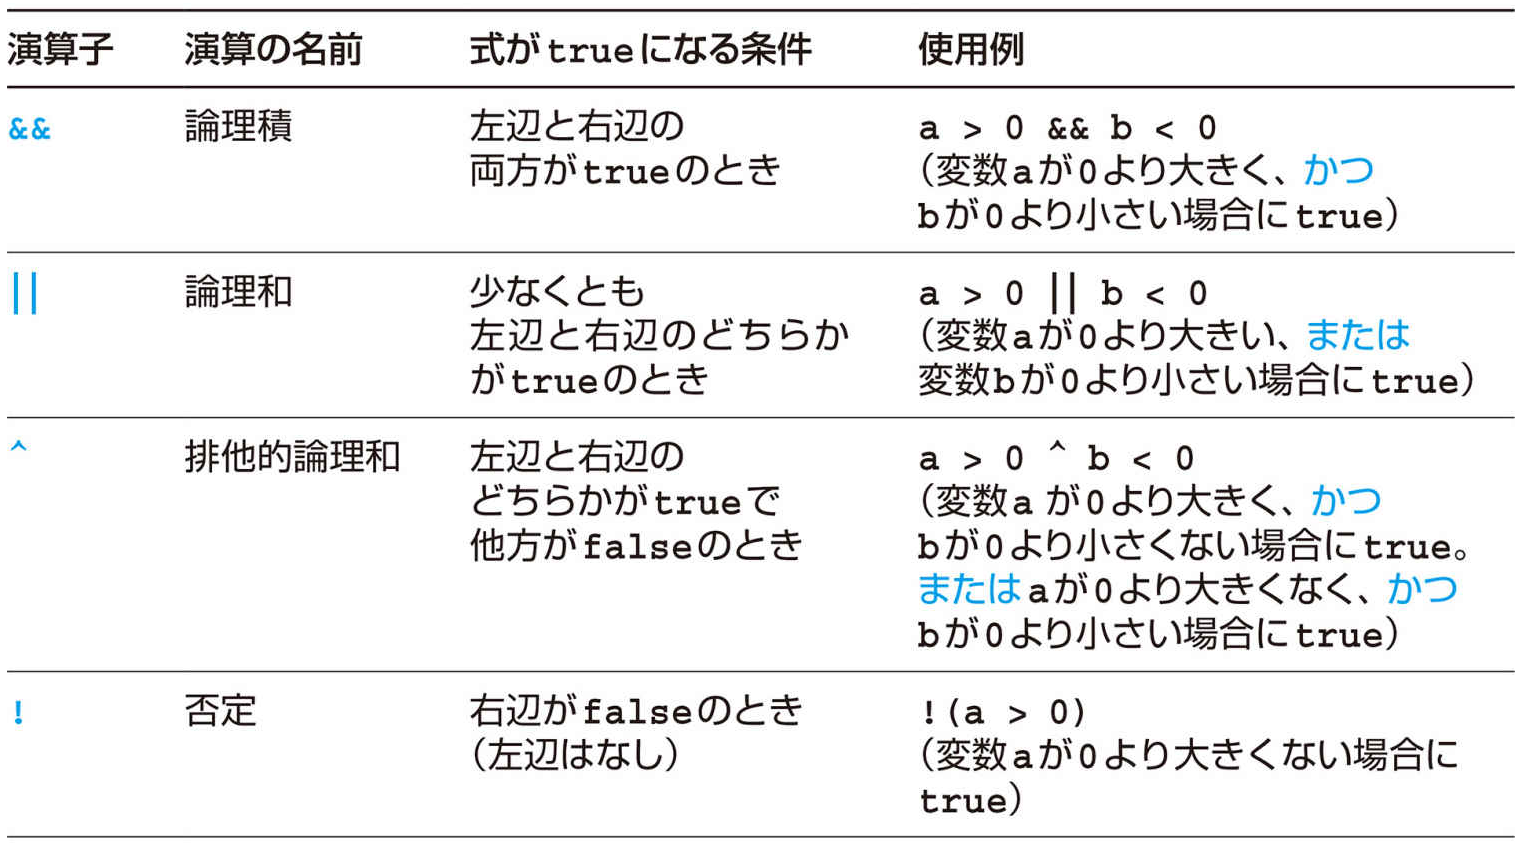 演算子 演算の名前 式がtrueになる条件 使用例
&& 論理積 左辺と右辺の a > 0 && b < 0
両方がtrueのとき （変数aが0より大きく、かつ
bが0より小さい場合にtrue）
|| 論理和 少なくとも a > 0 || b < 0
左辺と右辺のどちらか （変数aが0より大きい、または
がtrueのとき 変数bが0より小さい場合にtrue）
^ 排他的論理和 左辺と右辺の a > 0 ^ b < 0
どちらかがtrueで （変数a が0より大きく、かつ
他方がfalseのとき bが0より小さくない場合にtrue。
またはaが0より大きくなく、かつ
bが0より小さい場合にtrue）
! 否定 右辺がfalseのとき !(a > 0)
（左辺はなし） （変数aが0より大きくない場合に
true）